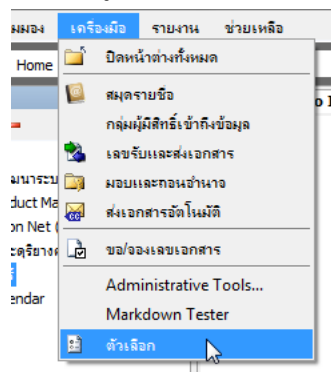 มมอง เครื่องมือ รายงาน ช่วยเหลือ
Home
ปิดหน้าต่างทั้งหมด
สมุดรายชื่อ
กลุ่มผู้มีสิทธิ์เข้าถึงข้อมูล
เลขรับและส่งเอกสาร
มอบและถอนอำนาจ
ส่งเอกสารอัตโนมัติ
ขอ/จองเลขเอกสาร
Administrative Tools...
Markdown Tester
ตัวเลือก
duct Ma
on Net (
endar